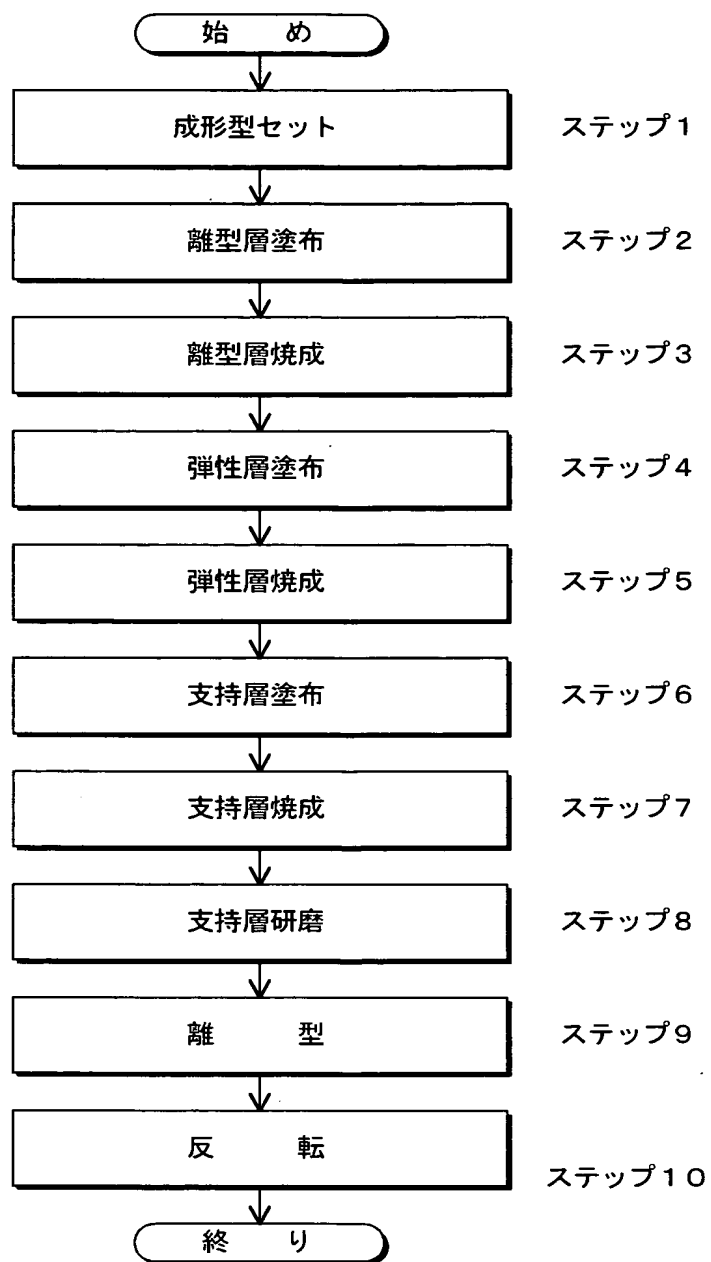 始 め
成形型セット ステップ1
離型層塗布 ステップ2
離型層焼成 ステップ3
弾性層塗布 ステップ4
弾性層焼成 ステップ5
支持層塗布 ステップ6
支持層焼成 ステップ7
支持層研磨 ステップ8
離 型 ステップ9
反 転 ステップ10
終 り